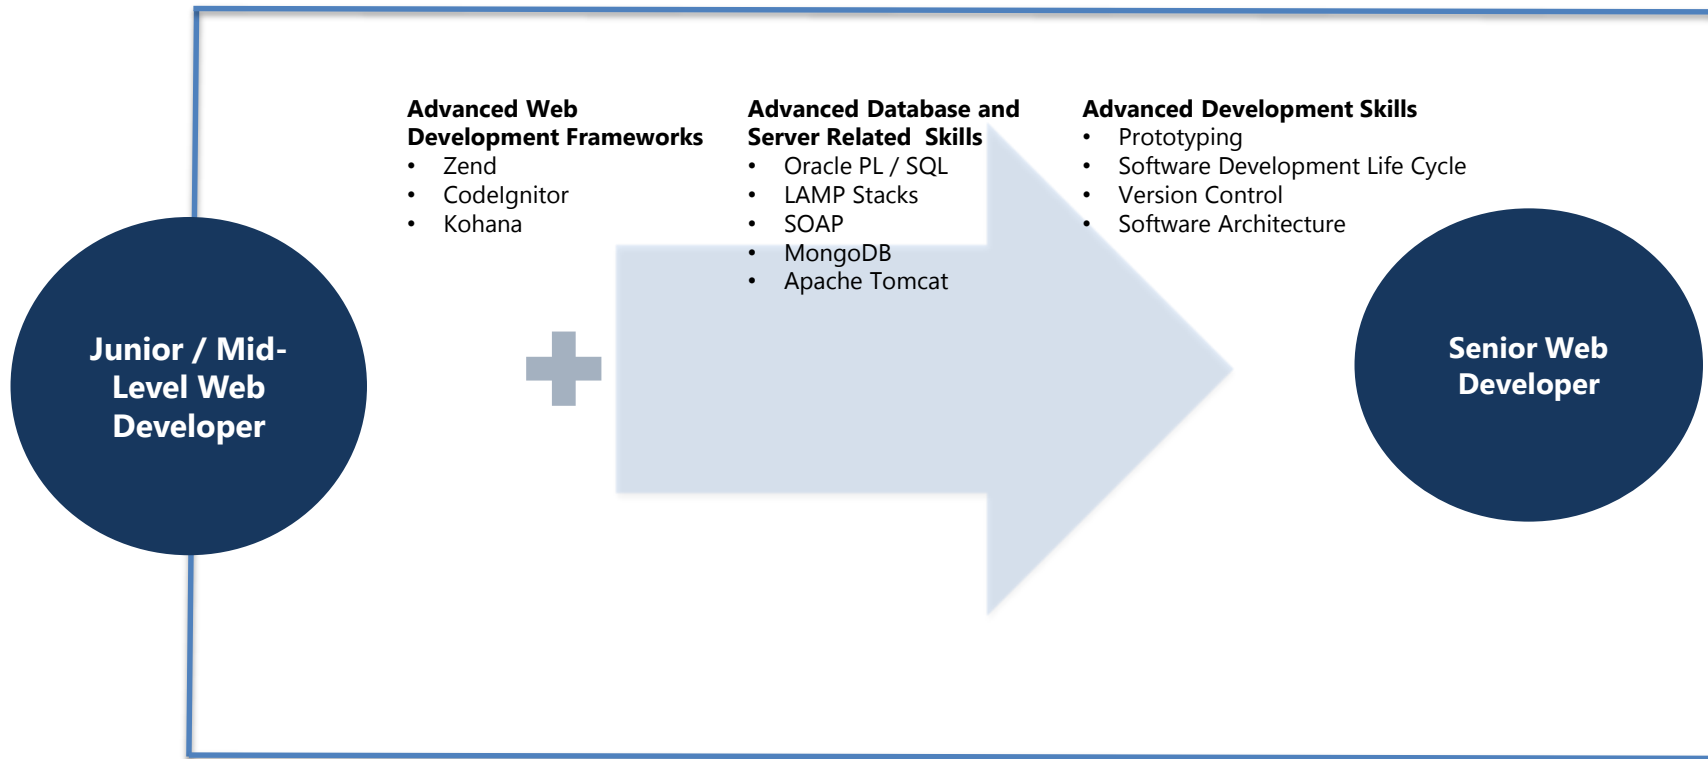 Advanced Web
Development Frameworks
• Zend
• CodeIgnitor
• Kohana
Advanced Database and
Server Related Skills
• Oracle PL / SQL
• LAMP Stacks
• SOAP
• MongoDB
• Apache Tomcat
Advanced Development Skills
• Prototyping
• Software Development Life Cycle
• Version Control
• Software Architecture
Junior / Mid-
Level Web
Developer
Senior Web
Developer